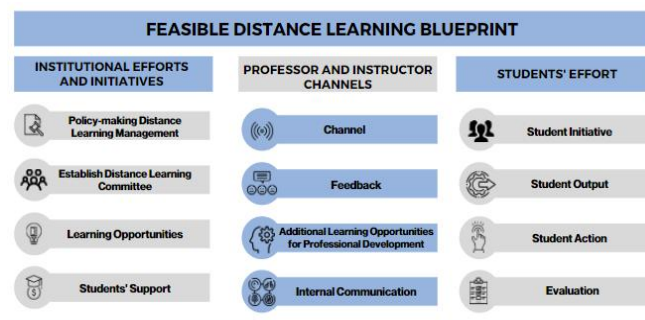 FEASIBLE DISTANCE LEARNING BLUEPRINT
INSTITUTIONAL EFFORTS
AND INITIATIVES
Policy-making Distance
Learning Management
Establish Distance Learning
Committee
Learning Opportunities
Students' Support
PROFESSOR AND INSTRUCTOR
CHANNELS
Channel
Feedback
Additional Learning Opportunities
for Professional Development
Internal Communication
STUDENTS' EFFORT
Student Initiative
Student Output
Student Action
Evaluation